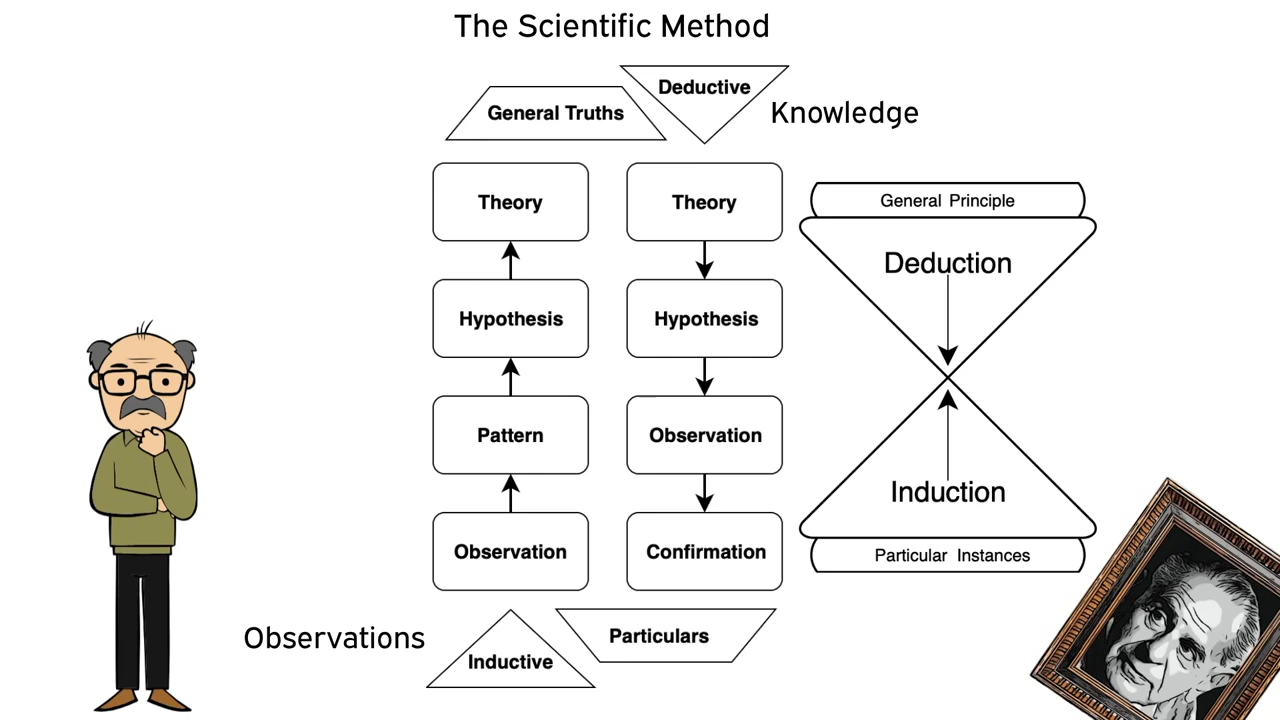 The Scientific Method
Deductive
General Truths
Knowledge
Theory
Theory
General Principle
Deduction
Hypothesis
Hypothesis
Pattern
Observation
Induction
Observation
Confirmation
Particular Instances
Observations
Particulars
Inductive